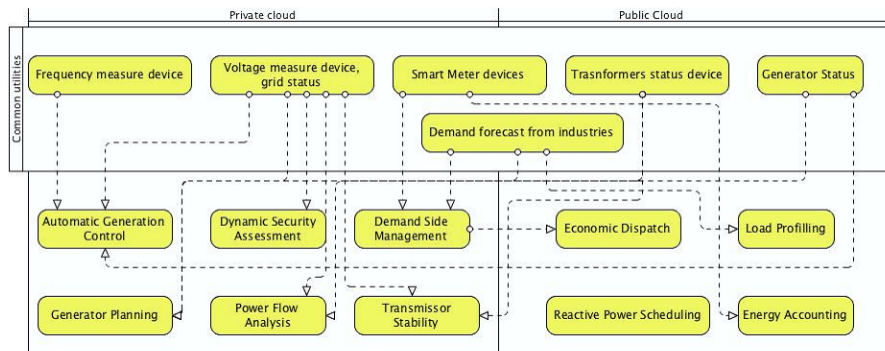 Private cloud
Public Cloud
Common utilities
Frequency measure device
Voltage measure device,
grid status
Smart Meter devices
Trasnformers status device
Generator Status
Demand forecast from industries
Automatic Generation
Control
Dynamic Security
Assessment
Demand Side
Management
Economic Dispatch
Load Profilling
Generator Planning
Power Flow
Analysis
Transmissor
Stability
Reactive Power Scheduling
Energy Accounting